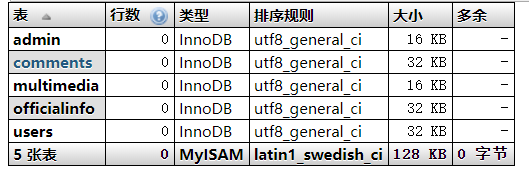 表 行数 类型 排序规则 大小 多余
admin 0 InnoDB utf8_general_ci 16 KB -
comments 0 InnoDB utf8_general_ci 32 KB -
multimedia 0 InnoDB utf8_general_ci 16 KB -
officialinfo 0 InnoDB utf8_general_ci 32 KB -
users 0 InnoDB utf8_general_ci 32 KB -
5 张表 0 MyISAM latin1_swedish_ci 128 KB 0 字节